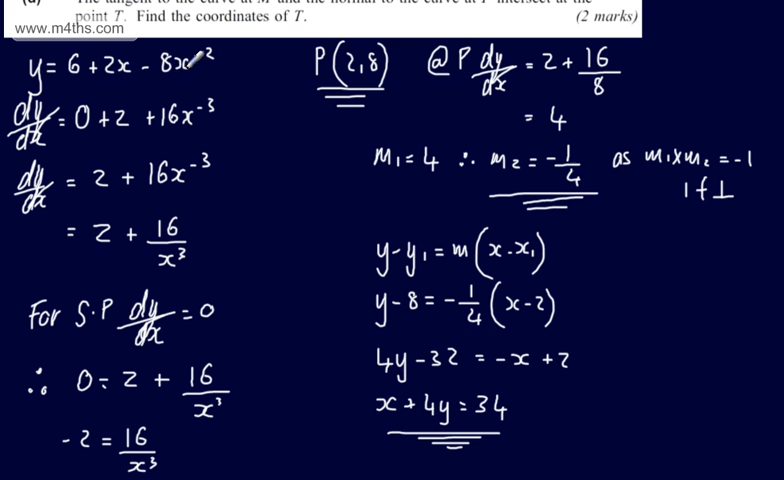 point T. Find the coordinates of T. (2 marks)
www.m4ths.com
y = 6 + 2x - 8x⁻²
dy/dx = 0 + 2 + 16x⁻³
dy/dx = 2 + 16x⁻³
= 2 + 16/x³
For S.P dy/dx = 0
∴ 0 = 2 + 16/x³
-2 = 16/x³
P(2,8) @ P dy/dx = 2 + 16/8
= 4
M₁ = 4 ∴ M₂ = -1/4 as M₁ x M₂ = -1
if ⊥
y - y₁ = m(x - x₁)
y - 8 = -1/4 (x - 2)
4y - 32 = -x + 2
x + 4y = 34